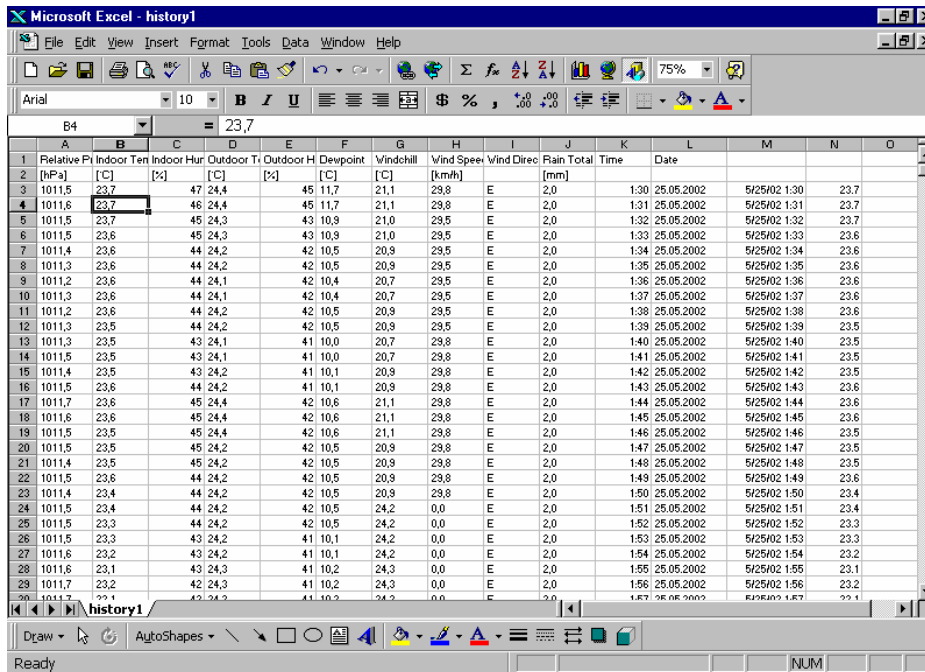 Microsoft Excel - history1
File Edit View Insert Format Tools Data Window Help
75%
Arial 10 B I U $ % ,
B4 = 23,7
A B C D E F G H I J K L M N O
1 Relative Pr Indoor Ten Indoor Hur Outdoor T Outdoor H Dewpoint Windchill Wind Speed Wind Direc Rain Total Time Date
2 [hPa] [°C] [%] [°C] [%] [°C] [°C] [km/h] [mm]
3 1011,5 23,7 47 24,4 45 11,7 21,1 29,8 E 2,0 1:30 25.05.2002 5/25/02 1:30 23.7
4 1011,6 23,7 46 24,4 45 11,7 21,1 29,8 E 2,0 1:31 25.05.2002 5/25/02 1:31 23.7
5 1011,5 23,7 45 24,3 43 10,9 21,0 29,5 E 2,0 1:32 25.05.2002 5/25/02 1:32 23.7
6 1011,5 23,6 45 24,3 43 10,9 21,0 29,5 E 2,0 1:33 25.05.2002 5/25/02 1:33 23.6
7 1011,4 23,6 44 24,2 42 10,5 20,9 29,5 E 2,0 1:34 25.05.2002 5/25/02 1:34 23.6
8 1011,3 23,6 44 24,2 42 10,5 20,9 29,5 E 2,0 1:35 25.05.2002 5/25/02 1:35 23.6
9 1011,2 23,6 44 24,1 42 10,4 20,7 29,5 E 2,0 1:36 25.05.2002 5/25/02 1:36 23.6
10 1011,3 23,6 44 24,1 42 10,4 20,7 29,5 E 2,0 1:37 25.05.2002 5/25/02 1:37 23.6
11 1011,2 23,6 44 24,2 42 10,5 20,9 29,5 E 2,0 1:38 25.05.2002 5/25/02 1:38 23.6
12 1011,3 23,5 44 24,2 42 10,5 20,9 29,5 E 2,0 1:39 25.05.2002 5/25/02 1:39 23.5
13 1011,3 23,5 43 24,1 41 10,0 20,7 29,8 E 2,0 1:40 25.05.2002 5/25/02 1:40 23.5
14 1011,5 23,5 43 24,1 41 10,0 20,7 29,8 E 2,0 1:41 25.05.2002 5/25/02 1:41 23.5
15 1011,4 23,5 43 24,2 41 10,1 20,9 29,8 E 2,0 1:42 25.05.2002 5/25/02 1:42 23.5
16 1011,5 23,6 44 24,2 41 10,1 20,9 29,8 E 2,0 1:43 25.05.2002 5/25/02 1:43 23.6
17 1011,7 23,6 45 24,4 42 10,6 21,1 29,8 E 2,0 1:44 25.05.2002 5/25/02 1:44 23.6
18 1011,6 23,6 45 24,4 42 10,6 21,1 29,8 E 2,0 1:45 25.05.2002 5/25/02 1:45 23.6
19 1011,5 23,5 45 24,4 42 10,6 21,1 29,8 E 2,0 1:46 25.05.2002 5/25/02 1:46 23.5
20 1011,5 23,5 45 24,2 42 10,5 20,9 29,8 E 2,0 1:47 25.05.2002 5/25/02 1:47 23.5
21 1011,4 23,5 45 24,2 42 10,5 20,9 29,8 E 2,0 1:48 25.05.2002 5/25/02 1:48 23.5
22 1011,5 23,6 44 24,2 42 10,5 20,9 29,8 E 2,0 1:49 25.05.2002 5/25/02 1:49 23.6
23 1011,4 23,4 44 24,2 42 10,5 20,9 29,8 E 2,0 1:50 25.05.2002 5/25/02 1:50 23.4
24 1011,5 23,4 44 24,2 42 10,5 24,2 0,0 E 2,0 1:51 25.05.2002 5/25/02 1:51 23.4
25 1011,5 23,3 44 24,2 42 10,5 24,2 0,0 E 2,0 1:52 25.05.2002 5/25/02 1:52 23.3
26 1011,5 23,3 43 24,2 41 10,1 24,2 0,0 E 2,0 1:53 25.05.2002 5/25/02 1:53 23.3
27 1011,6 23,2 43 24,2 41 10,1 24,2 0,0 E 2,0 1:54 25.05.2002 5/25/02 1:54 23.2
28 1011,6 23,1 43 24,3 41 10,2 24,3 0,0 E 2,0 1:55 25.05.2002 5/25/02 1:55 23.1
29 1011,7 23,2 42 24,3 41 10,2 24,3 0,0 E 2,0 1:56 25.05.2002 5/25/02 1:56 23.2
history1
Draw AutoShapes
Ready NUM